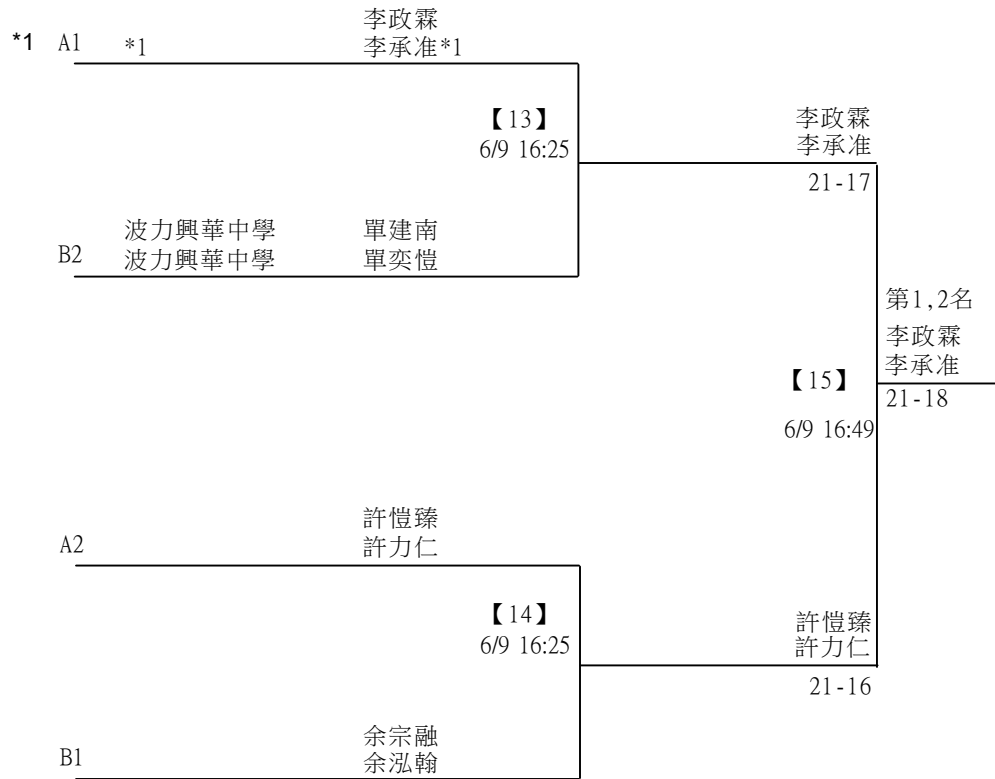 *1 A1 *1 李政霖
李承准*1
【13】
6/9 16:25
李政霖
李承准
21-17
B2 波力興華中學 單建南
波力興華中學 單奕愷
第1,2名
李政霖
李承准
21-18
【15】
6/9 16:49
A2 許愷臻
許力仁
【14】
6/9 16:25
許愷臻
許力仁
21-16
B1 余宗融
余泓翰